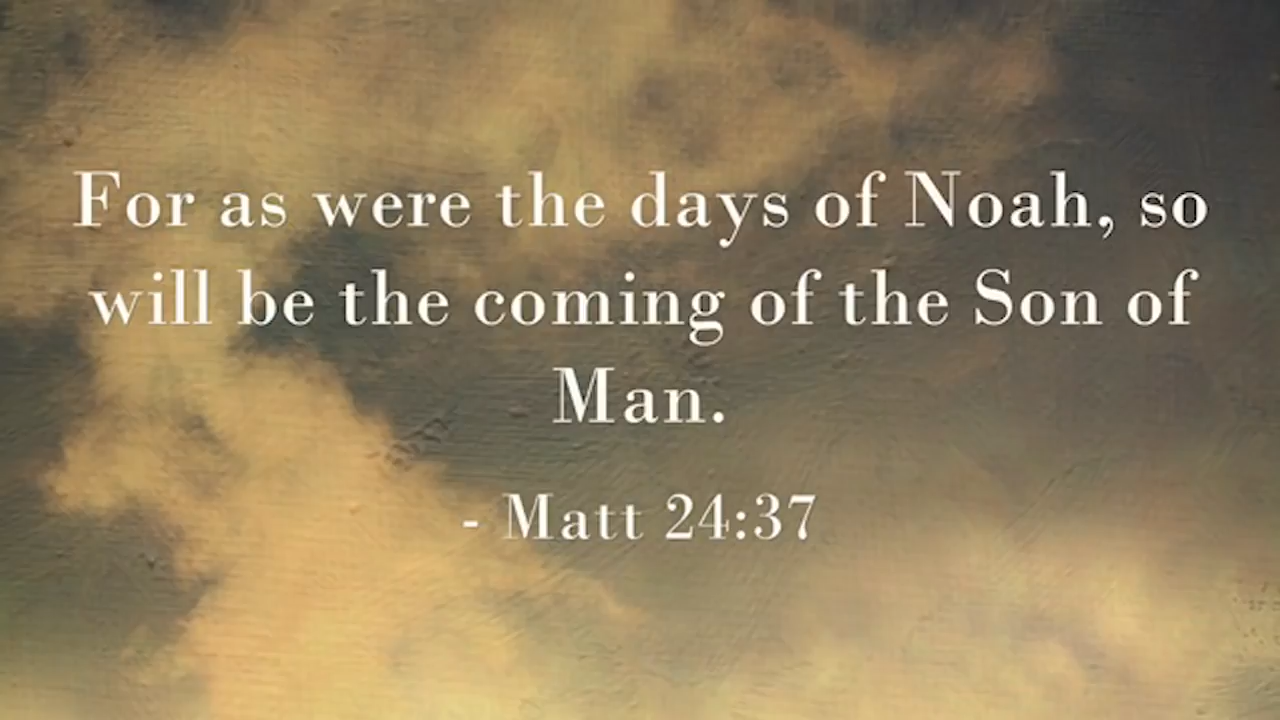 For as were the days of Noah, so
will be the coming of the Son of
Man.
- Matt 24:37